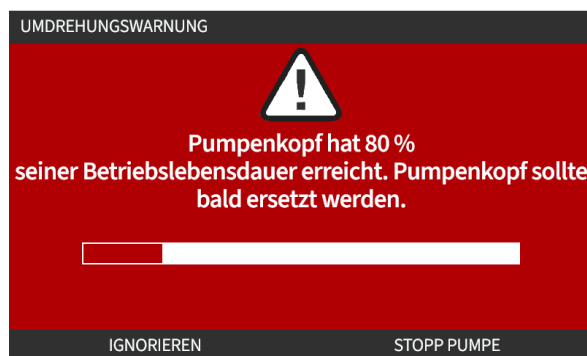 UMDREHUNGSWARNUNG
!
Pumpenkopf hat 80 %
seiner Betriebslebensdauer erreicht. Pumpenkopf sollte
bald ersetzt werden.
IGNORIEREN STOPP PUMPE